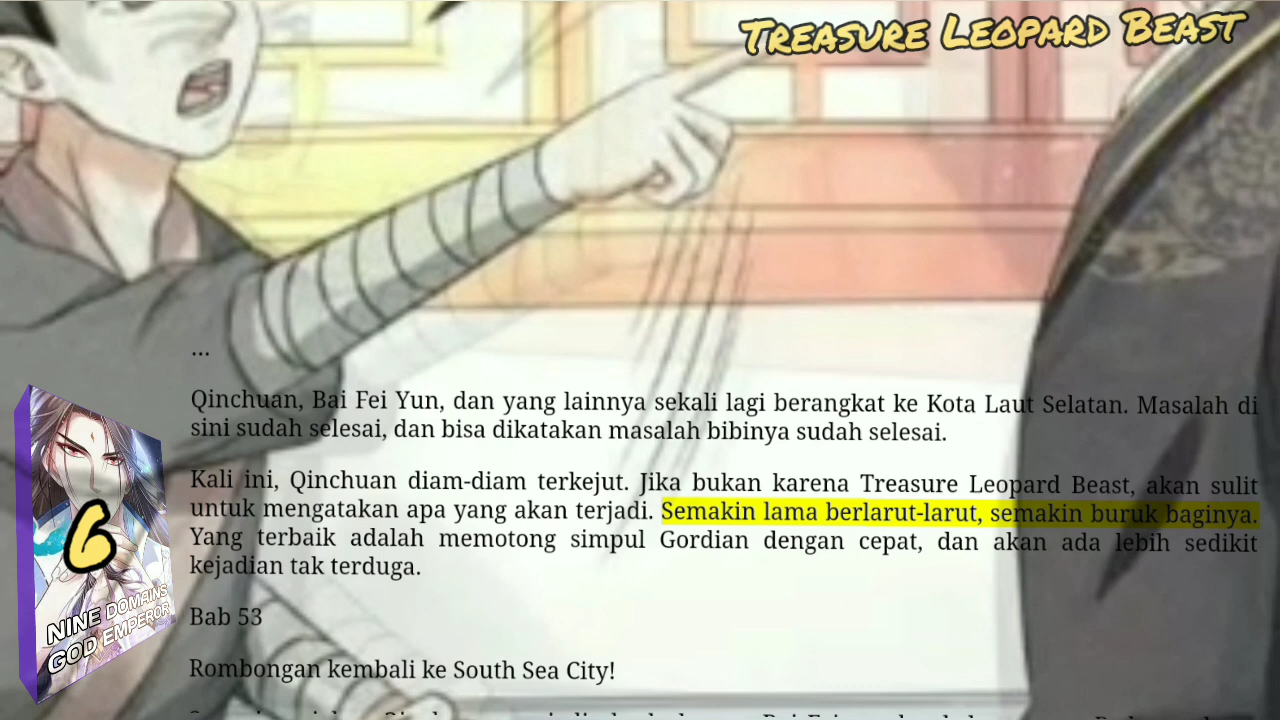 Treasure Leopard Beast
...
Qinchuan, Bai Fei Yun, dan yang lainnya sekali lagi berangkat ke Kota Laut Selatan. Masalah di
sini sudah selesai, dan bisa dikatakan masalah bibinya sudah selesai.
Kali ini, Qinchuan diam-diam terkejut. Jika bukan karena Treasure Leopard Beast, akan sulit
untuk mengatakan apa yang akan terjadi. Semakin lama berlarut-larut, semakin buruk baginya.
Yang terbaik adalah memotong simpul Gordian dengan cepat, dan akan ada lebih sedikit
kejadian tak terduga.
Bab 53
Rombongan kembali ke South Sea City!
6
NINE DOMAINS
GOD EMPEROR